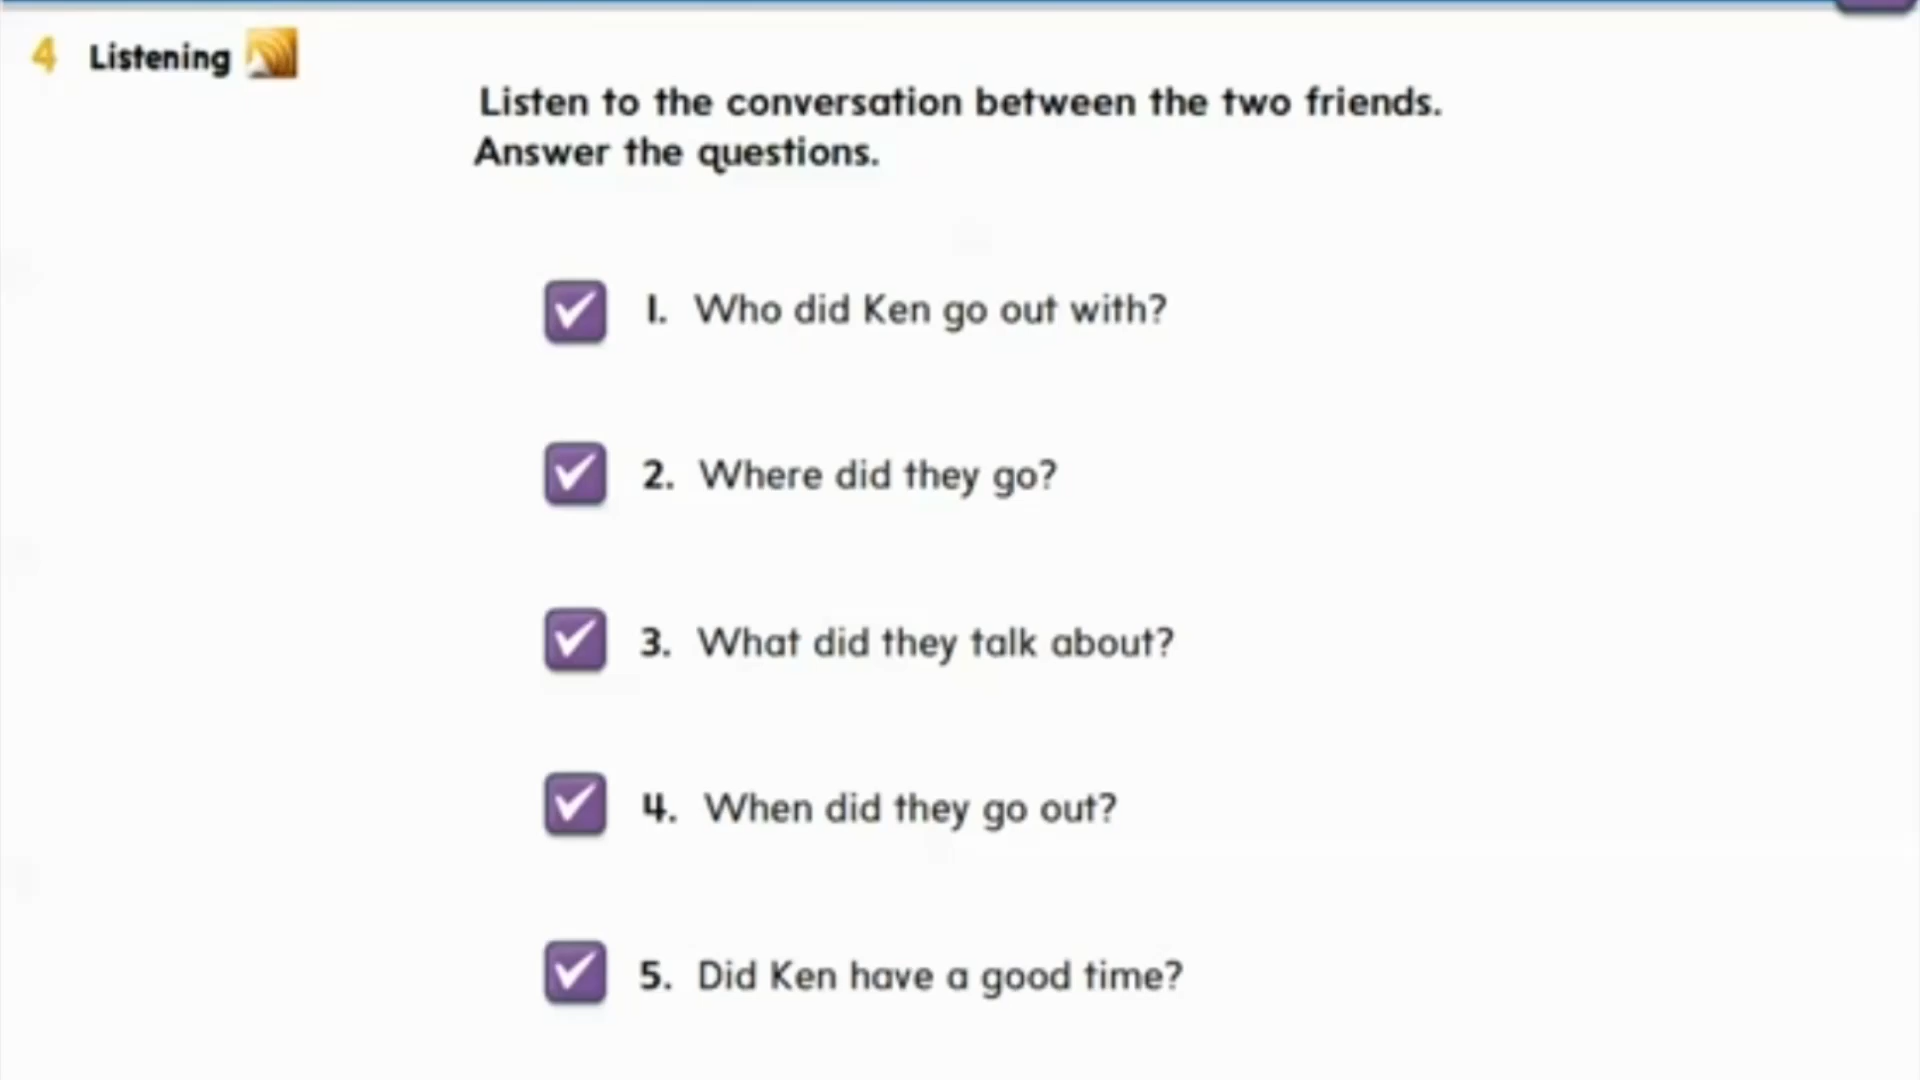 4 Listening
Listen to the conversation between the two friends.
Answer the questions.
1. Who did Ken go out with?
2. Where did they go?
3. What did they talk about?
4. When did they go out?
5. Did Ken have a good time?